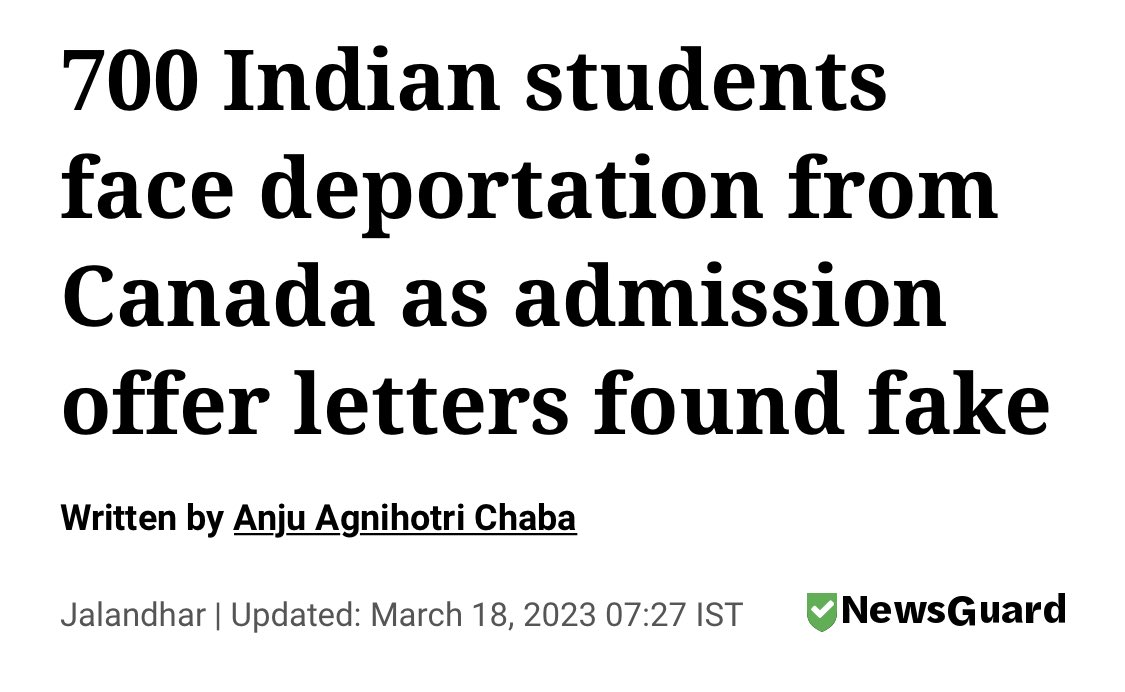 700 Indian students
face deportation from
Canada as admission
offer letters found fake
Written by Anju Agnihotri Chaba
Jalandhar | Updated: March 18, 2023 07:27 IST
NewsGuard